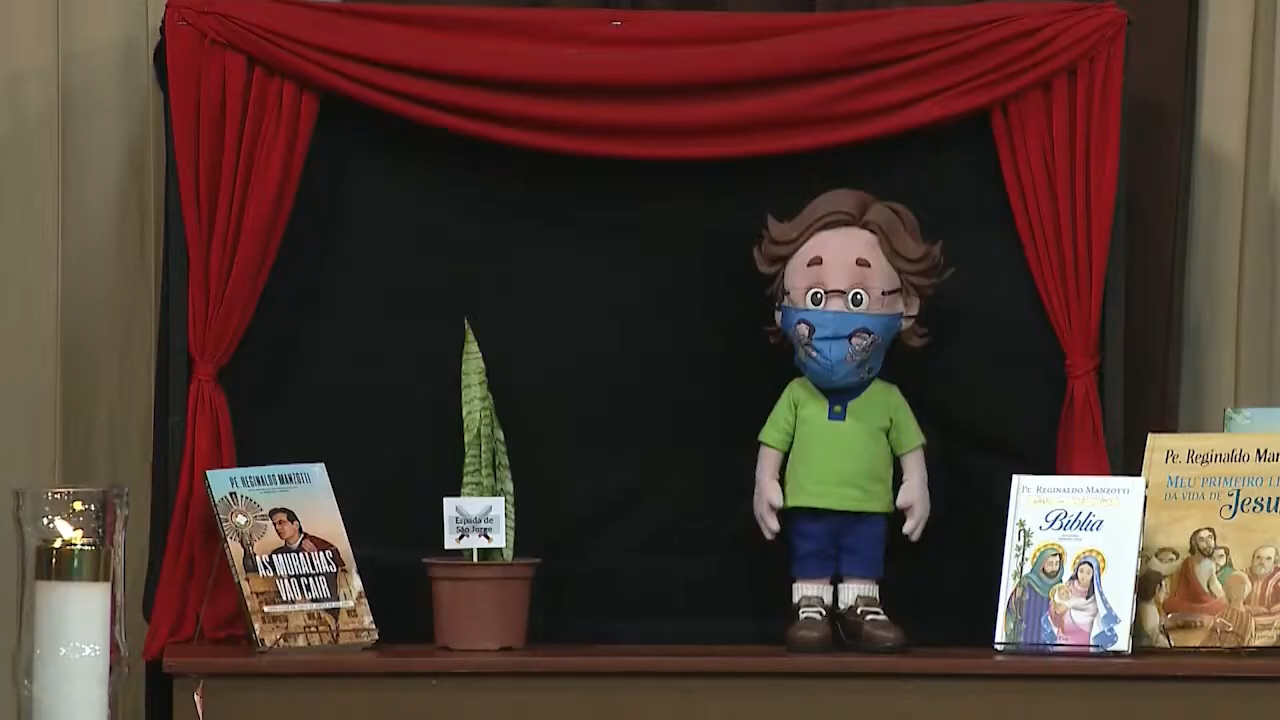 PE. REGINALDO MANZOTTI
AS MURALHAS
VÃO CAIR
Espada de
São Jorge
Pe. Reginaldo Manzotti
Bíblia
Pe. Reginaldo Man
MEU PRIMEIRO LI
DA VIDA DE
Jesu